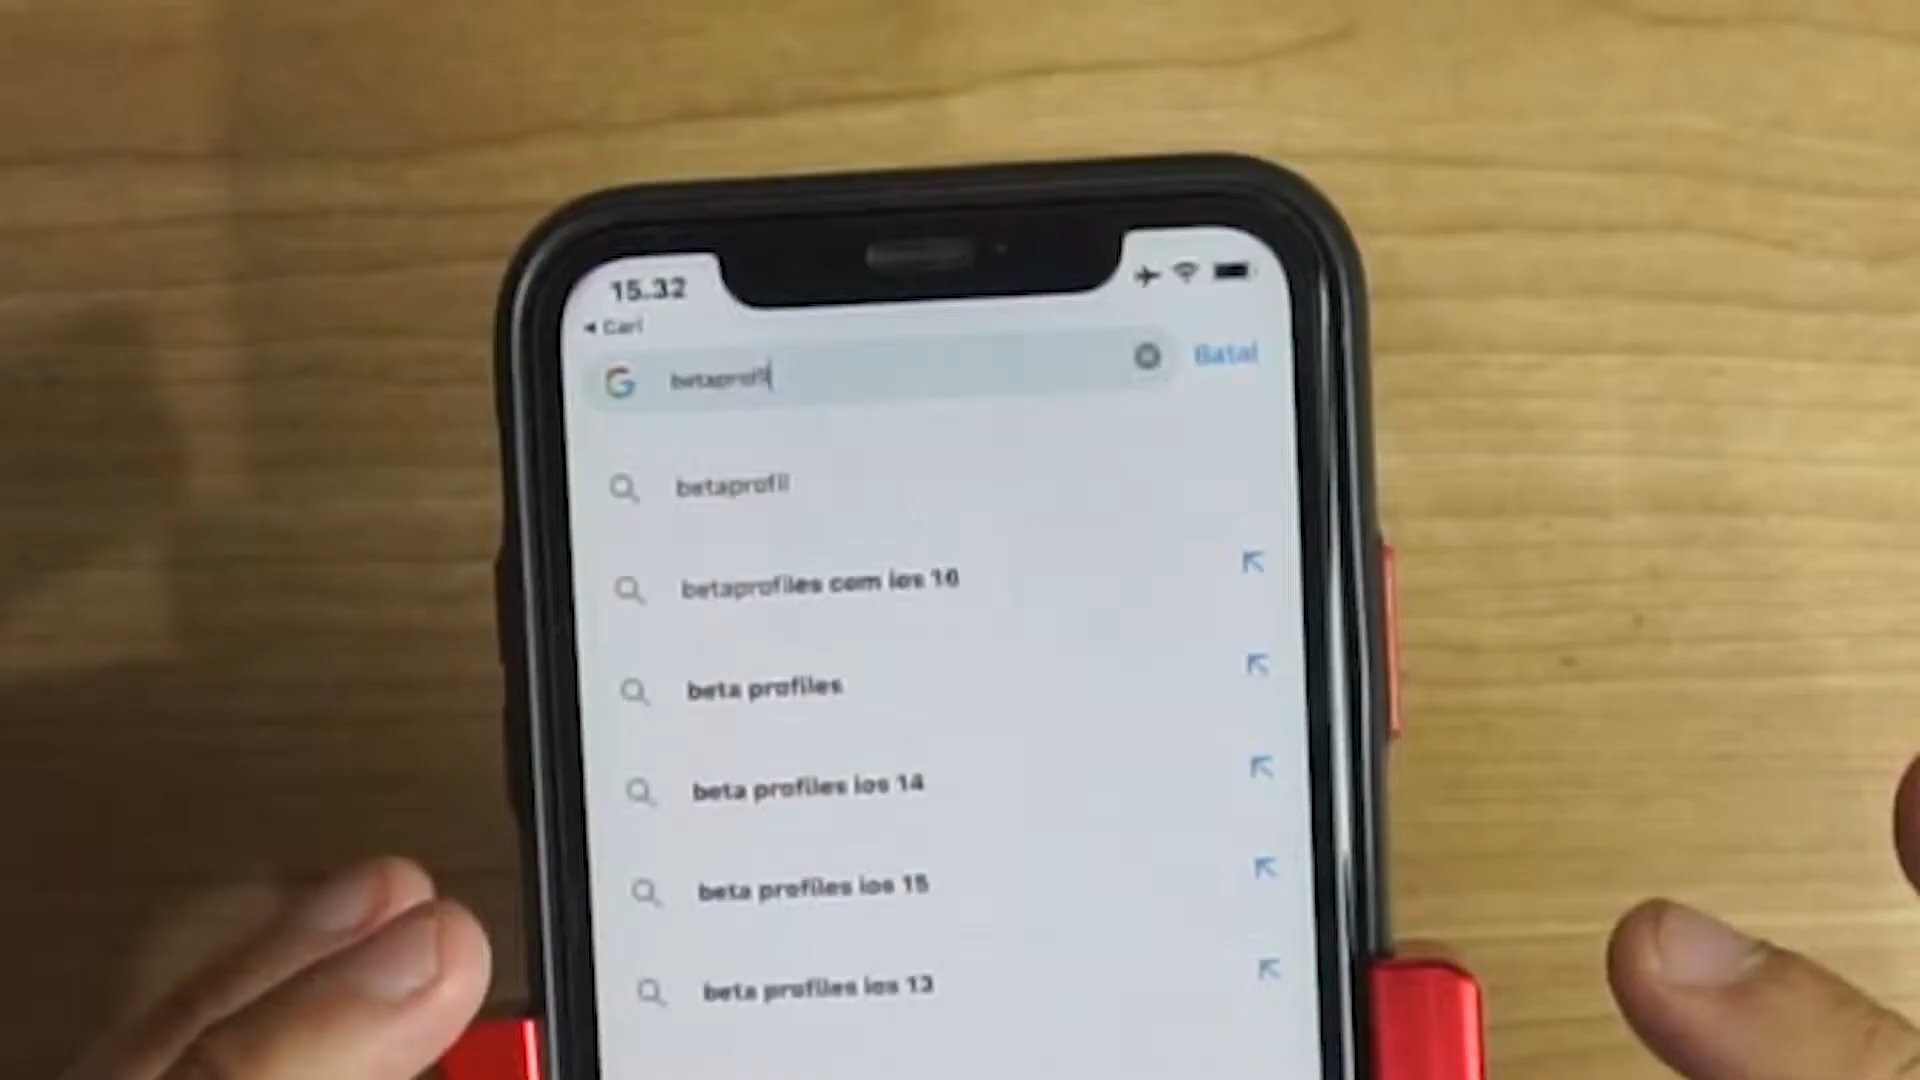 15.32
◀ Cari
betaprofi
Batal
betaprofil
betaprofiles com ios 16
beta profiles
beta profiles ios 14
beta profiles ios 15
beta profiles ios 13